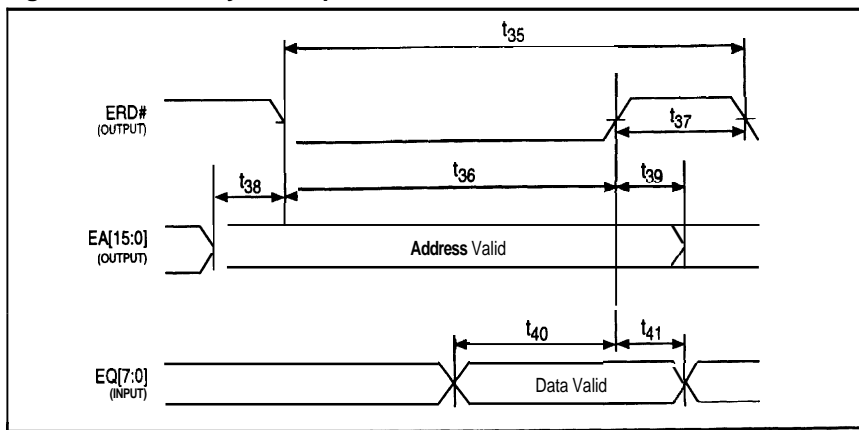 t35
ERD#
(OUTPUT)
t37
t38
t36
t39
EA[15:0]
(OUTPUT)
Address Valid
t40
t41
EQ[7:0]
(INPUT)
Data Valid